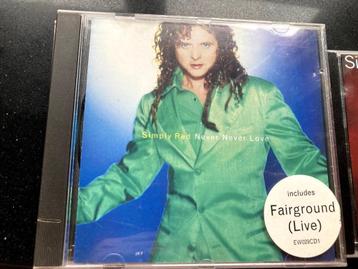 Simply Red Never Never Love
includes
Fairground
(Live)
EW029CD1
Si